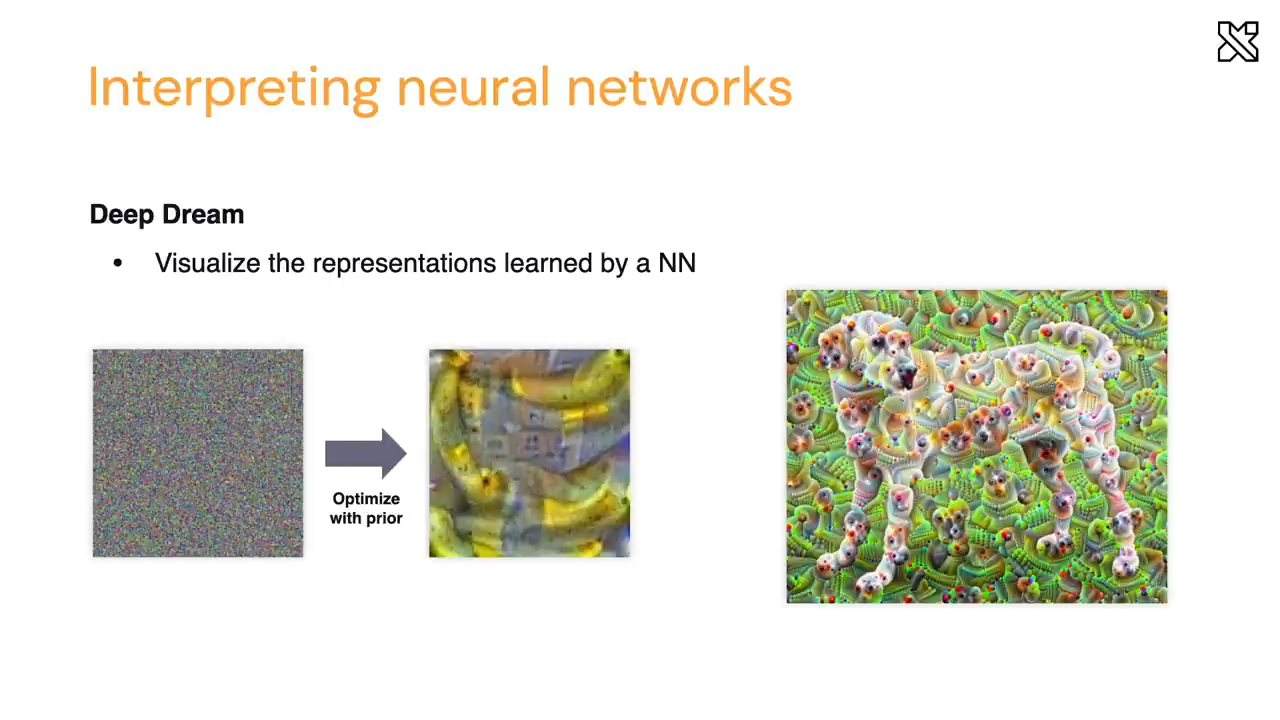 Interpreting neural networks
Deep Dream
• Visualize the representations learned by a NN
Optimize
with prior